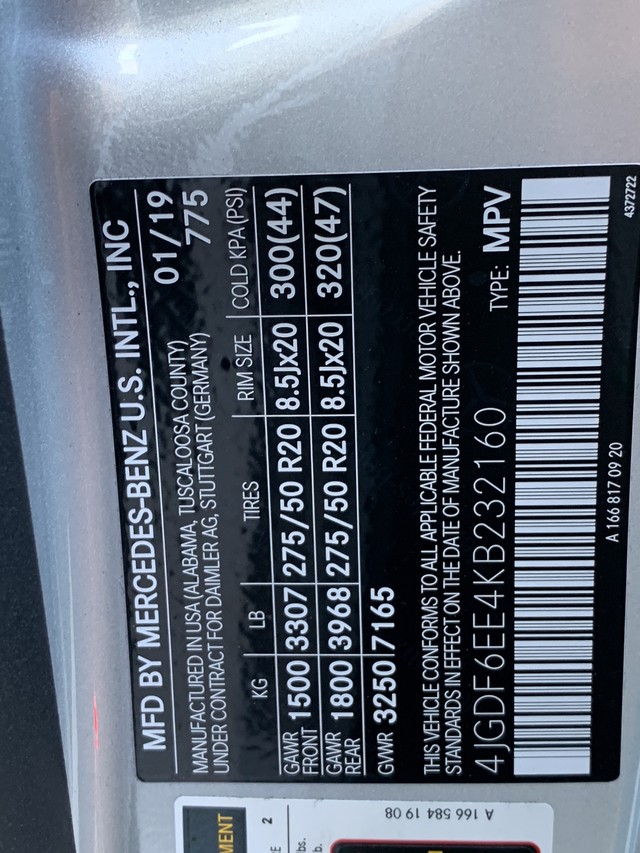 MFD BY MERCEDES-BENZ U.S. INTL., INC
01/19
MANUFACTURED IN USA (ALABAMA, TUSCALOOSA COUNTY)
775
UNDER CONTRACT FOR DAIMLER AG, STUTTGART (GERMANY)
KG LB TIRES RIM SIZE COLD KPA (PSI)
GAWR FRONT 1500 3307 275/50 R20 8.5Jx20 300(44)
GAWR REAR 1800 3968 275/50 R20 8.5Jx20 320(47)
GVWR 3250 7165
THIS VEHICLE CONFORMS TO ALL APPLICABLE FEDERAL MOTOR VEHICLE SAFETY
STANDARDS IN EFFECT ON THE DATE OF MANUFACTURE SHOWN ABOVE.
4JGDF6EE4KB232160 TYPE: MPV
A 166 817 09 20
4372722
A 166 584 19 08
2